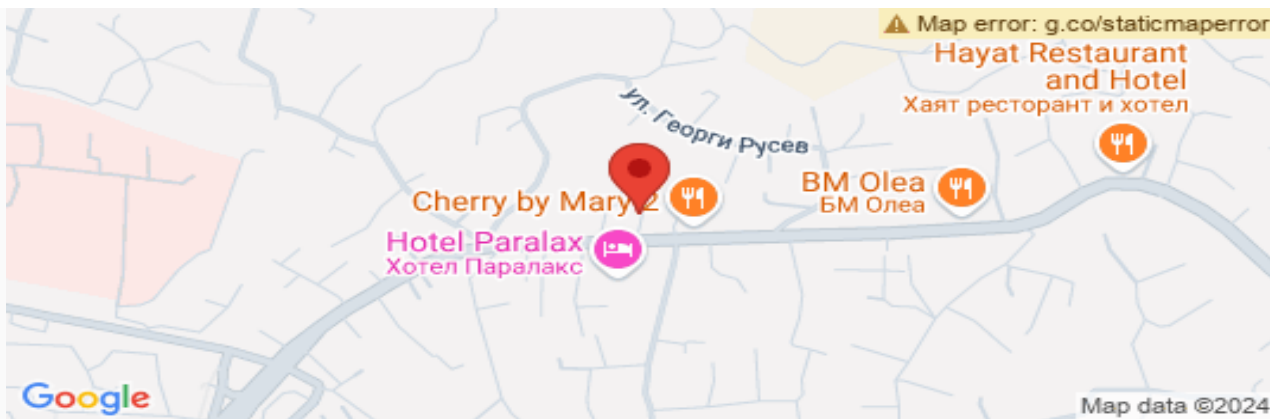 Map error: g.co/staticmaperror
Hayat Restaurant
and Hotel
Хаят ресторант и хотел
Ул. Георги Русев
BM Olea
БМ Олеа
Cherry by Mary 2
Hotel Paralax
Хотел Паралакс
Google
Map data ©2024